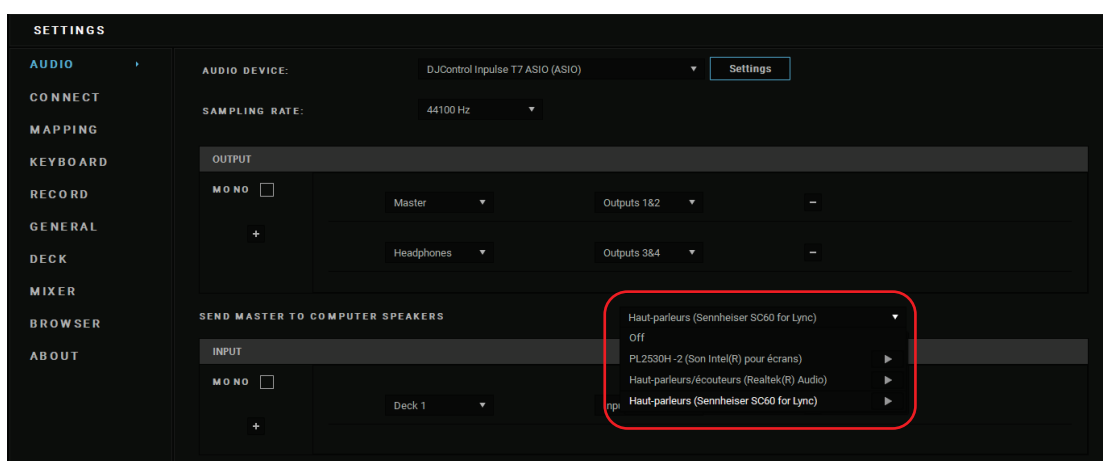 SETTINGS
AUDIO
CONNECT
MAPPING
KEYBOARD
RECORD
GENERAL
DECK
MIXER
BROWSER
ABOUT
AUDIO DEVICE: DJControl Inpulse T7 ASIO (ASIO) Settings
SAMPLING RATE: 44100 Hz
OUTPUT
MONO
Master Outputs 1&2 –
+
Headphones Outputs 3&4 –
SEND MASTER TO COMPUTER SPEAKERS Haut-parleurs (Sennheiser SC60 for Lync)
Off
PL2530H -2 (Son Intel(R) pour écrans)
Haut-parleurs/écouteurs (Realtek(R) Audio)
Haut-parleurs (Sennheiser SC60 for Lync)
INPUT
MONO
Deck 1
+